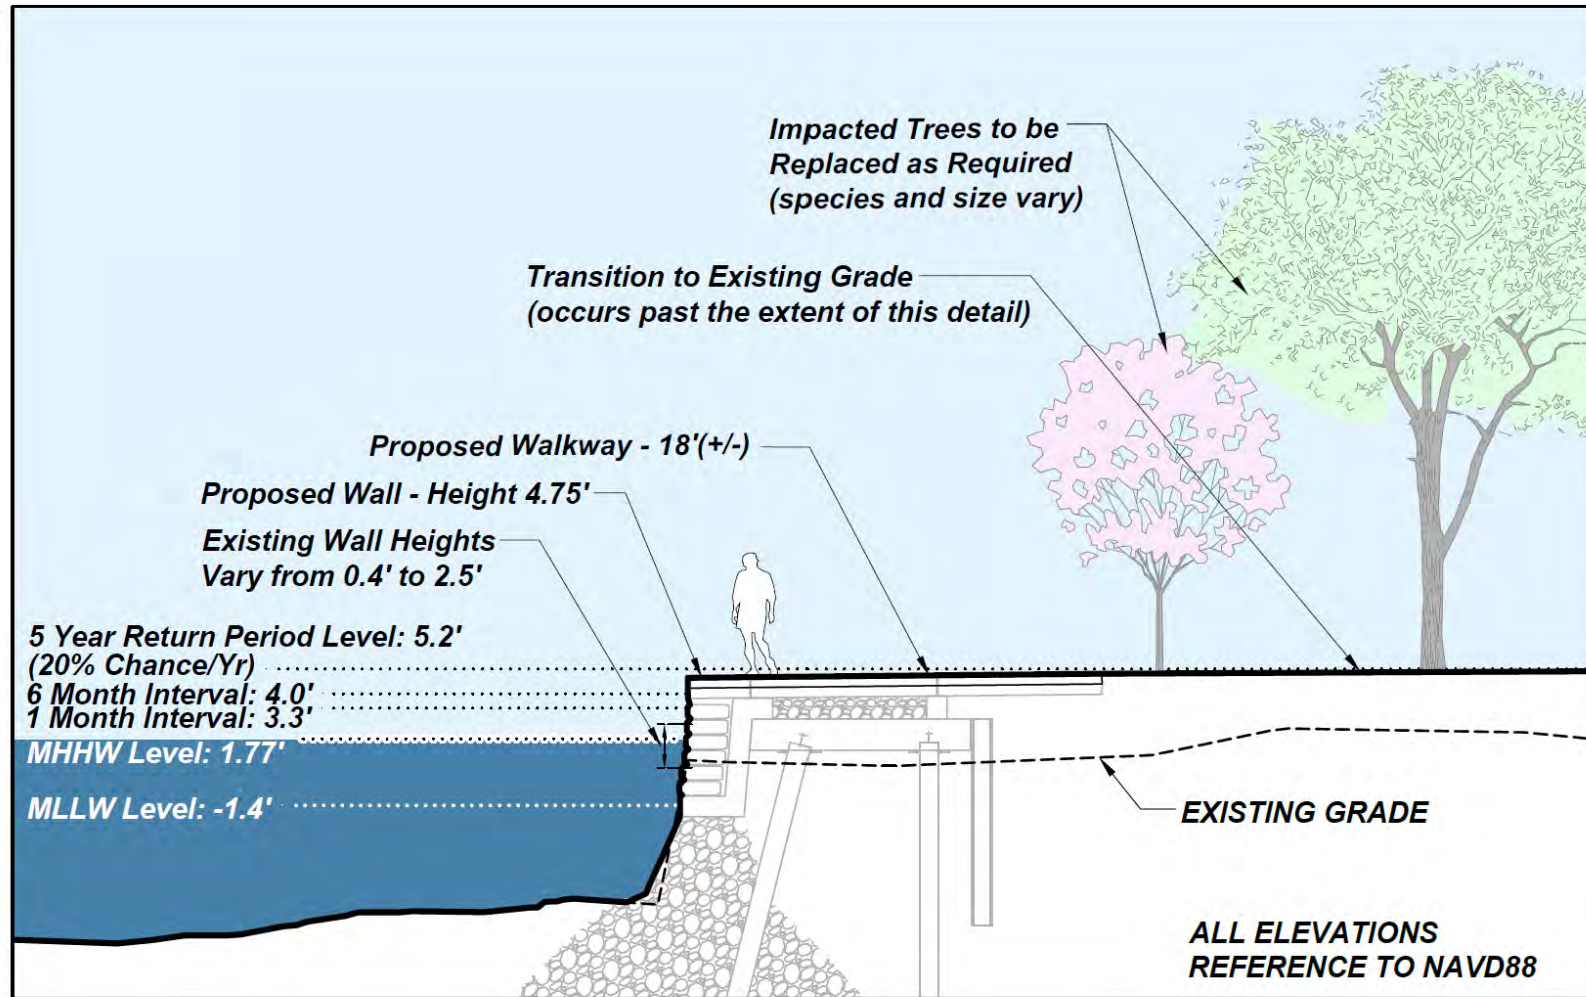 Impacted Trees to be
Replaced as Required
(species and size vary)
Transition to Existing Grade
(occurs past the extent of this detail)
Proposed Walkway - 18'(+/-)
Proposed Wall - Height 4.75'
Existing Wall Heights
Vary from 0.4' to 2.5'
5 Year Return Period Level: 5.2'
(20% Chance/Yr)
6 Month Interval: 4.0'
1 Month Interval: 3.3'
MHHW Level: 1.77'
MLLW Level: -1.4'
EXISTING GRADE
ALL ELEVATIONS
REFERENCE TO NAVD88